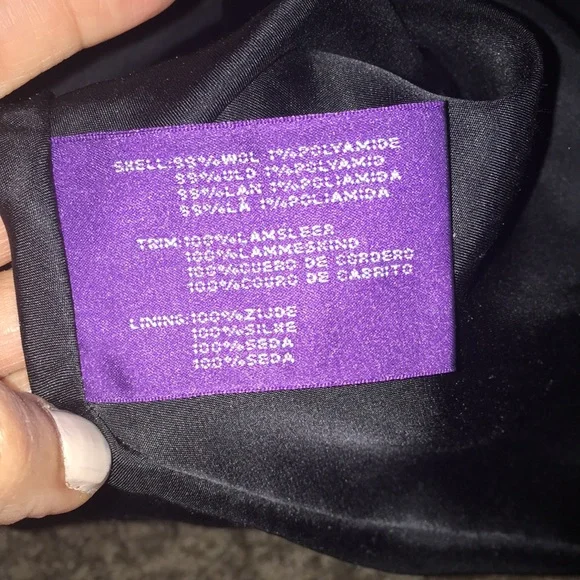 SHELL:99%WOL 1%POLYAMIDE
99%ULD 1%POLYAMID
99%LAN 1%POLIAMIDA
99%LÃ 1%POLIAMIDA
TRIM:100%LAMSLEER
100%LAMMESKIND
100%CUERO DE CORDERO
100%COURO DE CABRITO
LINING:100%ZIJDE
100%SILKE
100%SEDA
100%SEDA